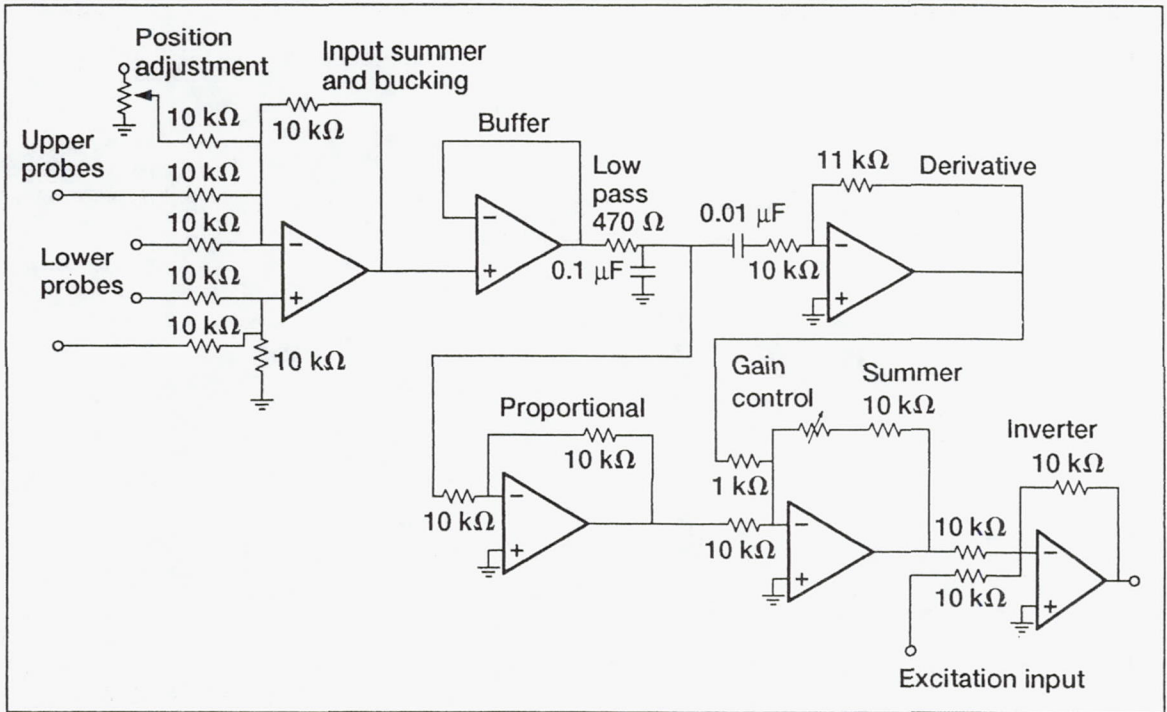 Position
adjustment
Input summer
and bucking
10 kΩ
10 kΩ
Upper
probes
10 kΩ
10 kΩ
Lower
probes
10 kΩ
10 kΩ
10 kΩ
Buffer
Low
pass
470 Ω
0.1 µF
0.01 µF
10 kΩ
11 kΩ
Derivative
Proportional
10 kΩ
10 kΩ
Gain
control
Summer
10 kΩ
1 kΩ
10 kΩ
Inverter
10 kΩ
10 kΩ
10 kΩ
Excitation input